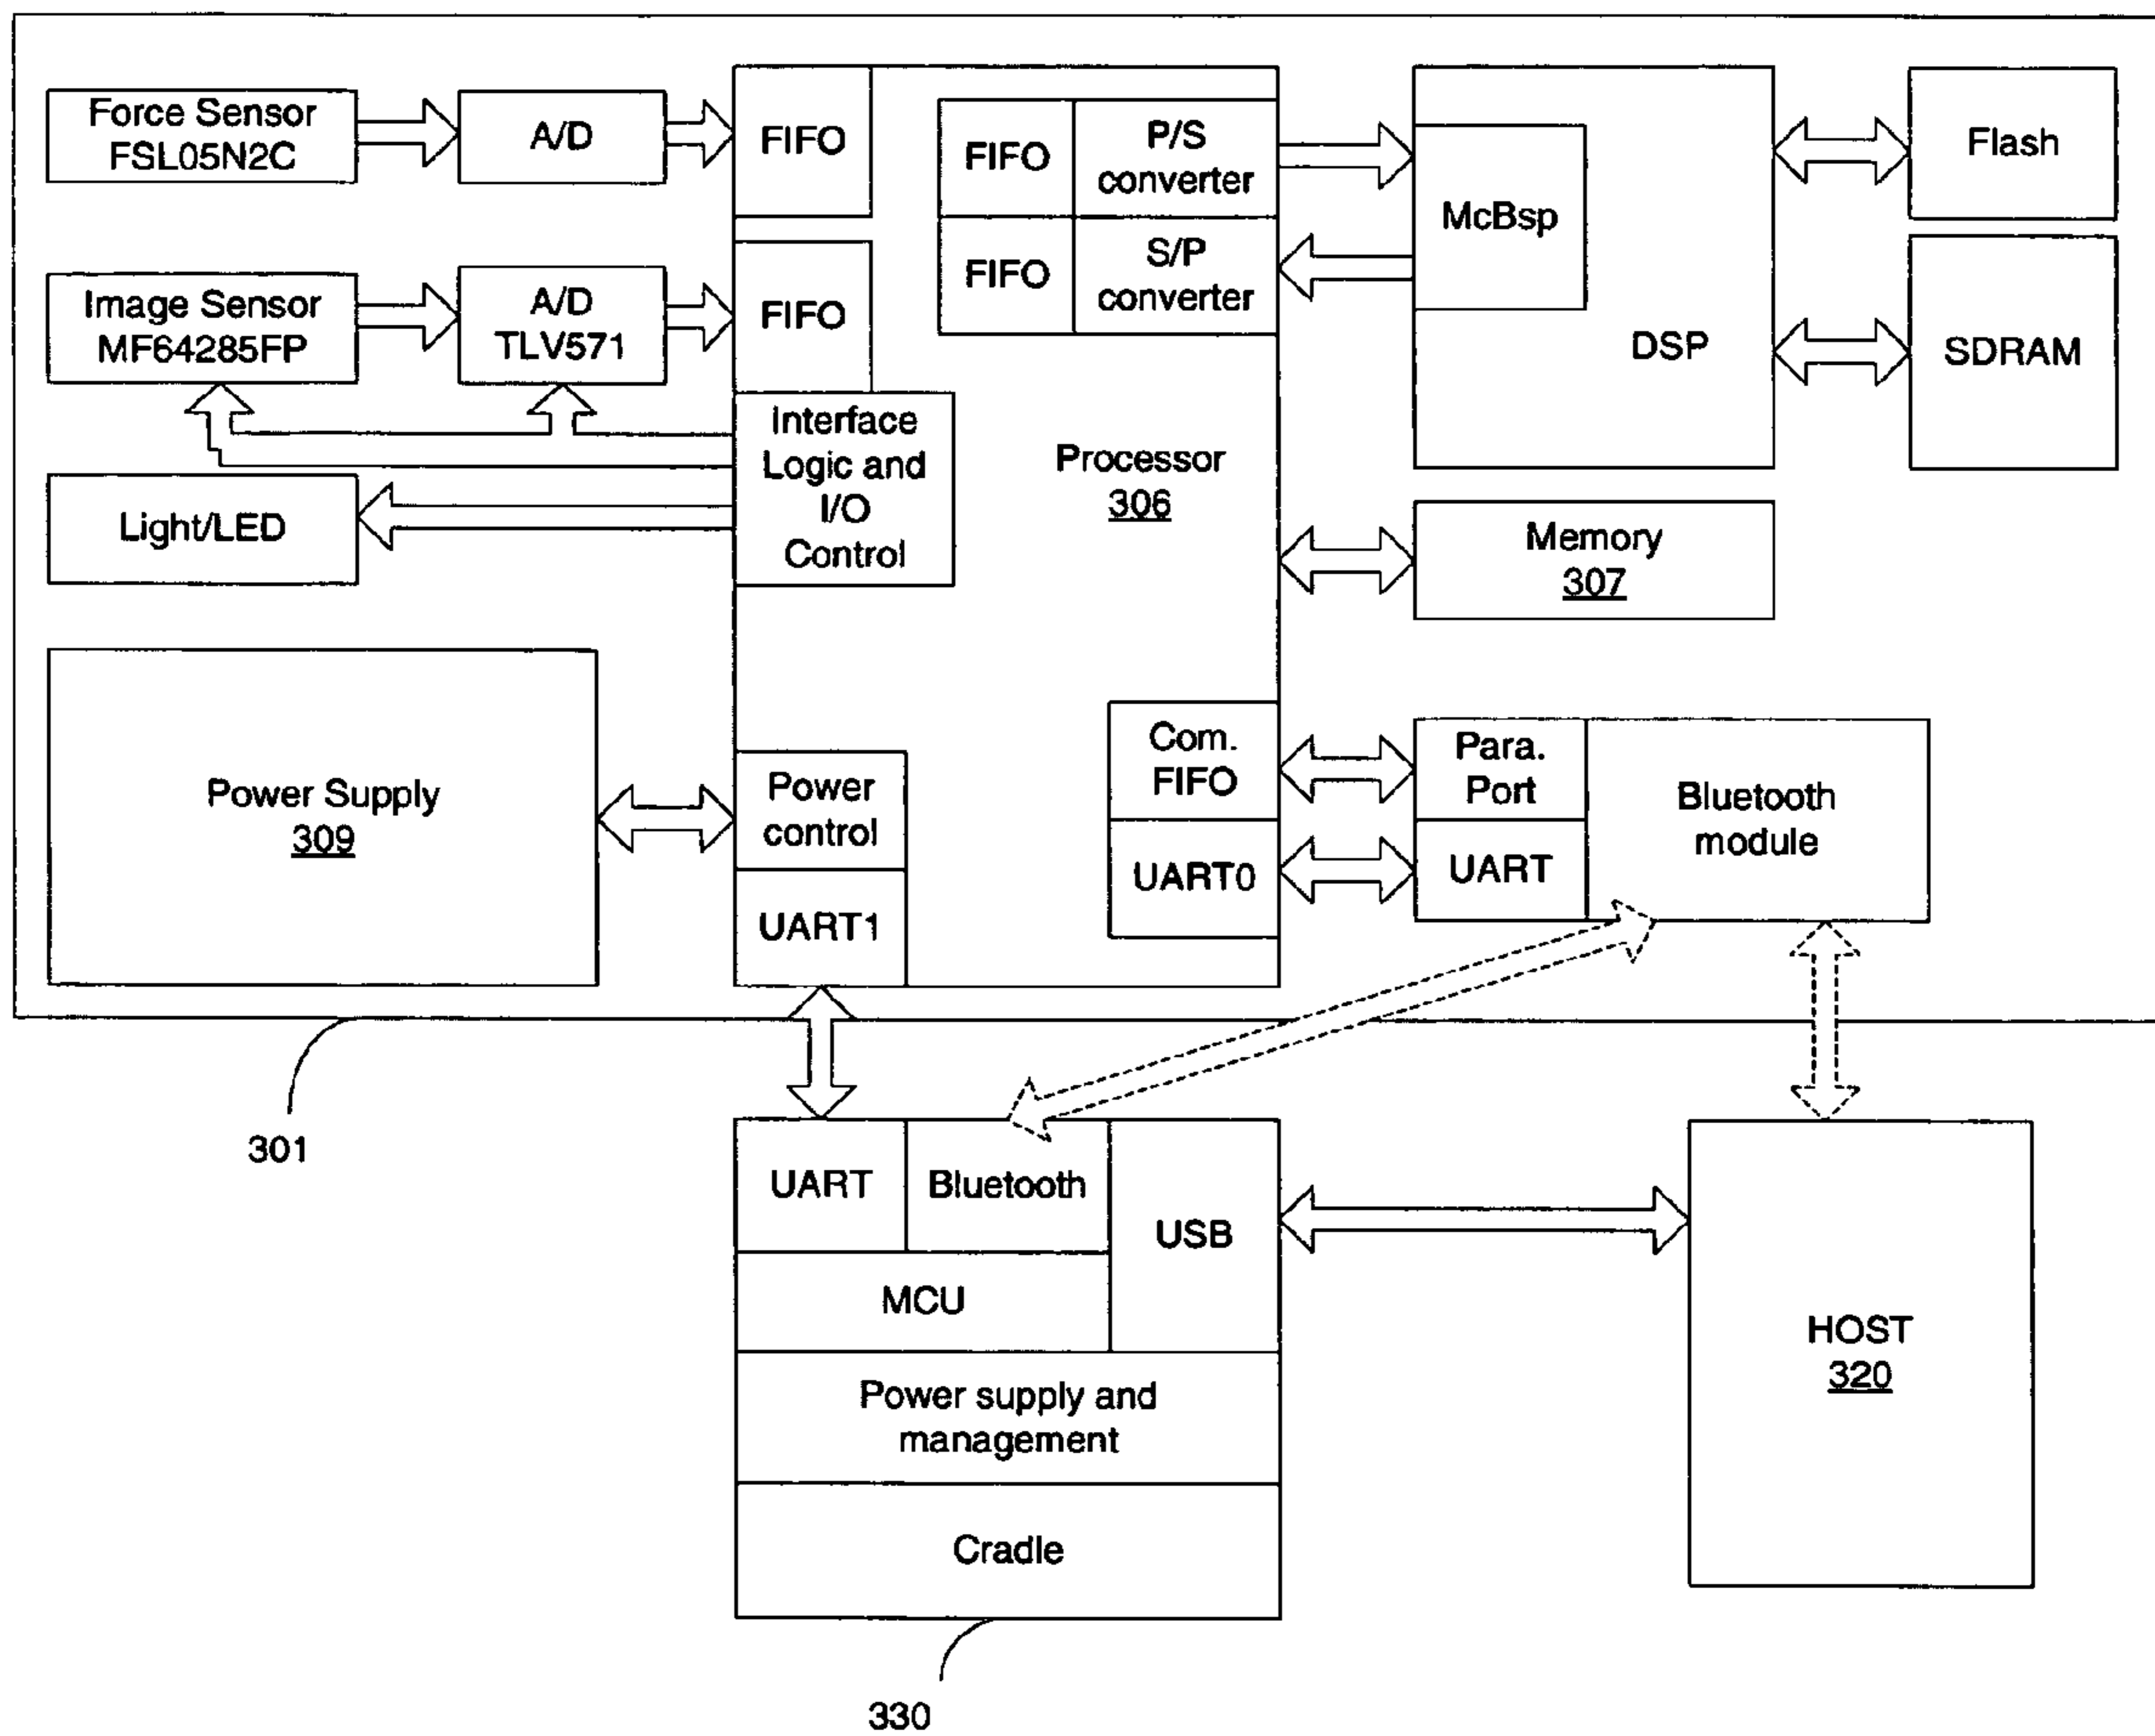 Force Sensor
FSL05N2C
A/D
FIFO
FIFO
P/S
converter
McBsp
Flash
Image Sensor
MF64285FP
A/D
TLV571
FIFO
FIFO
S/P
converter
DSP
SDRAM
Interface
Logic and
I/O
Control
Processor
306
Light/LED
Memory
307
Power Supply
309
Power
control
UART1
Com.
FIFO
UART0
Para.
Port
UART
Bluetooth
module
301
UART
Bluetooth
USB
MCU
Power supply and
management
Cradle
HOST
320
330